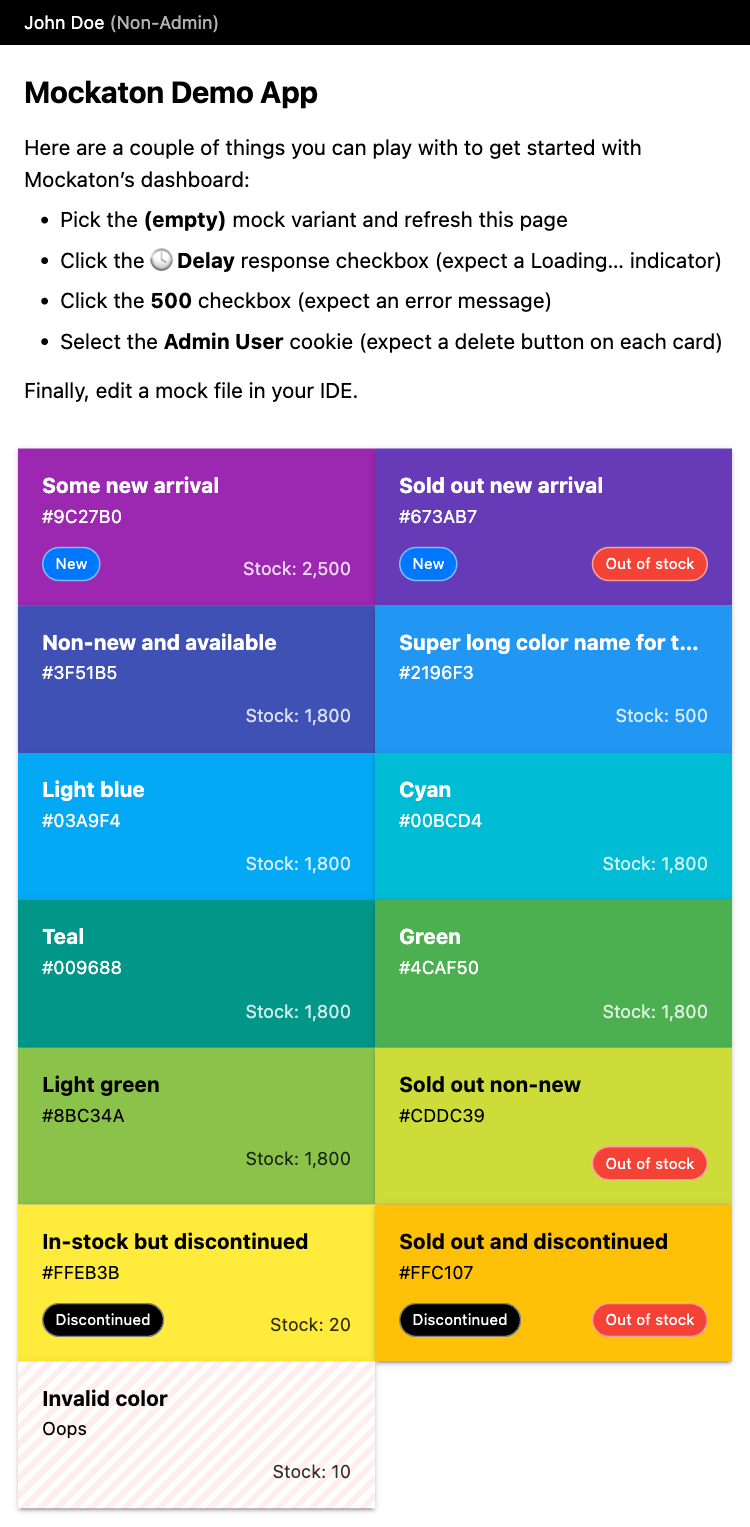 John Doe (Non-Admin)
Mockaton Demo App
Here are a couple of things you can play with to get started with
Mockaton’s dashboard:
• Pick the (empty) mock variant and refresh this page
• Click the 🕓 Delay response checkbox (expect a Loading… indicator)
• Click the 500 checkbox (expect an error message)
• Select the Admin User cookie (expect a delete button on each card)
Finally, edit a mock file in your IDE.
Some new arrival
#9C27B0
New
Stock: 2,500
Sold out new arrival
#673AB7
New
Out of stock
Non-new and available
#3F51B5
Stock: 1,800
Super long color name for t…
#2196F3
Stock: 500
Light blue
#03A9F4
Stock: 1,800
Cyan
#00BCD4
Stock: 1,800
Teal
#009688
Stock: 1,800
Green
#4CAF50
Stock: 1,800
Light green
#8BC34A
Stock: 1,800
Sold out non-new
#CDDC39
Out of stock
In-stock but discontinued
#FFEB3B
Discontinued
Stock: 20
Sold out and discontinued
#FFC107
Discontinued
Out of stock
Invalid color
Oops
Stock: 10